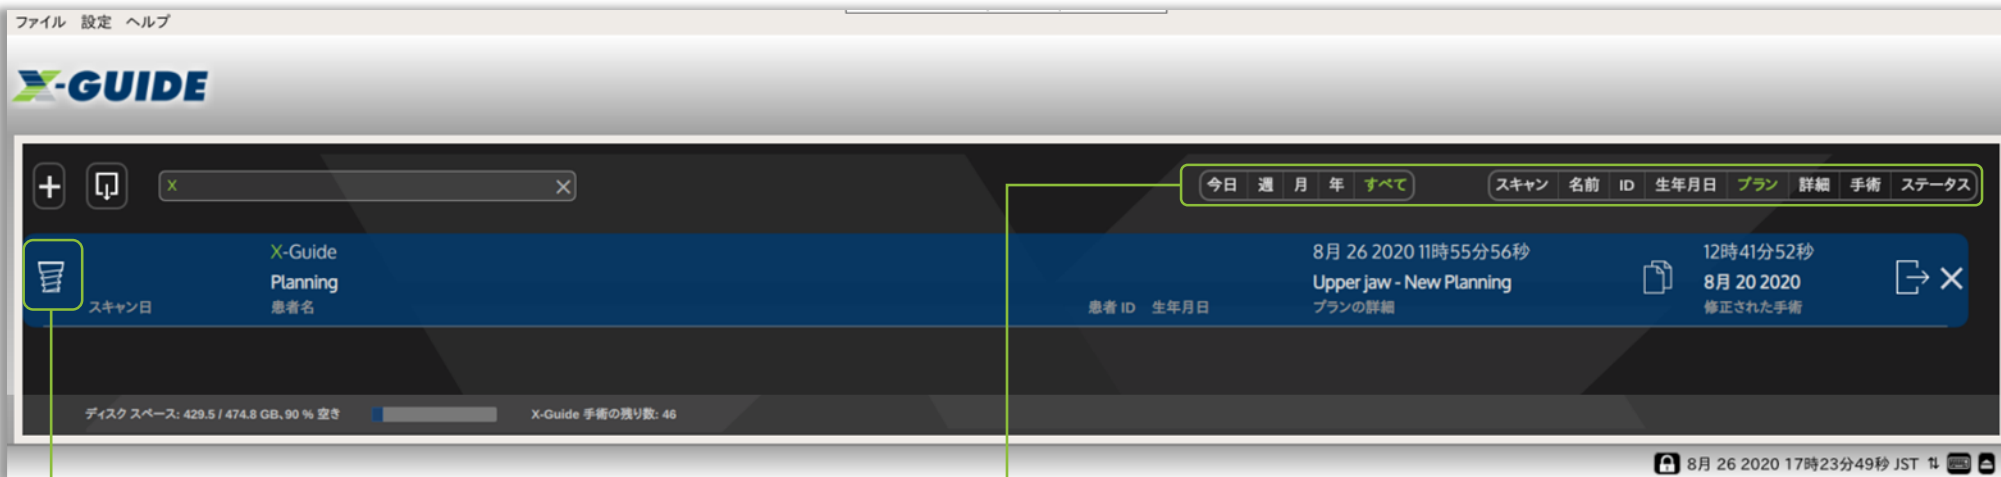 ファイル 設定 ヘルプ
X-GUIDE
X
今日 週 月 年 すべて
スキャン 名前 ID 生年月日 プラン 詳細 手術 ステータス
X-Guide 8月 26 2020 11時55分56秒 12時41分52秒
Planning Upper jaw - New Planning 8月 20 2020
スキャン日 患者名 患者 ID 生年月日 プランの詳細 修正された手術
ディスク スペース: 429.5 / 474.8 GB、90 % 空き X-Guide 手術の残り数: 46
8月 26 2020 17時23分49秒 JST